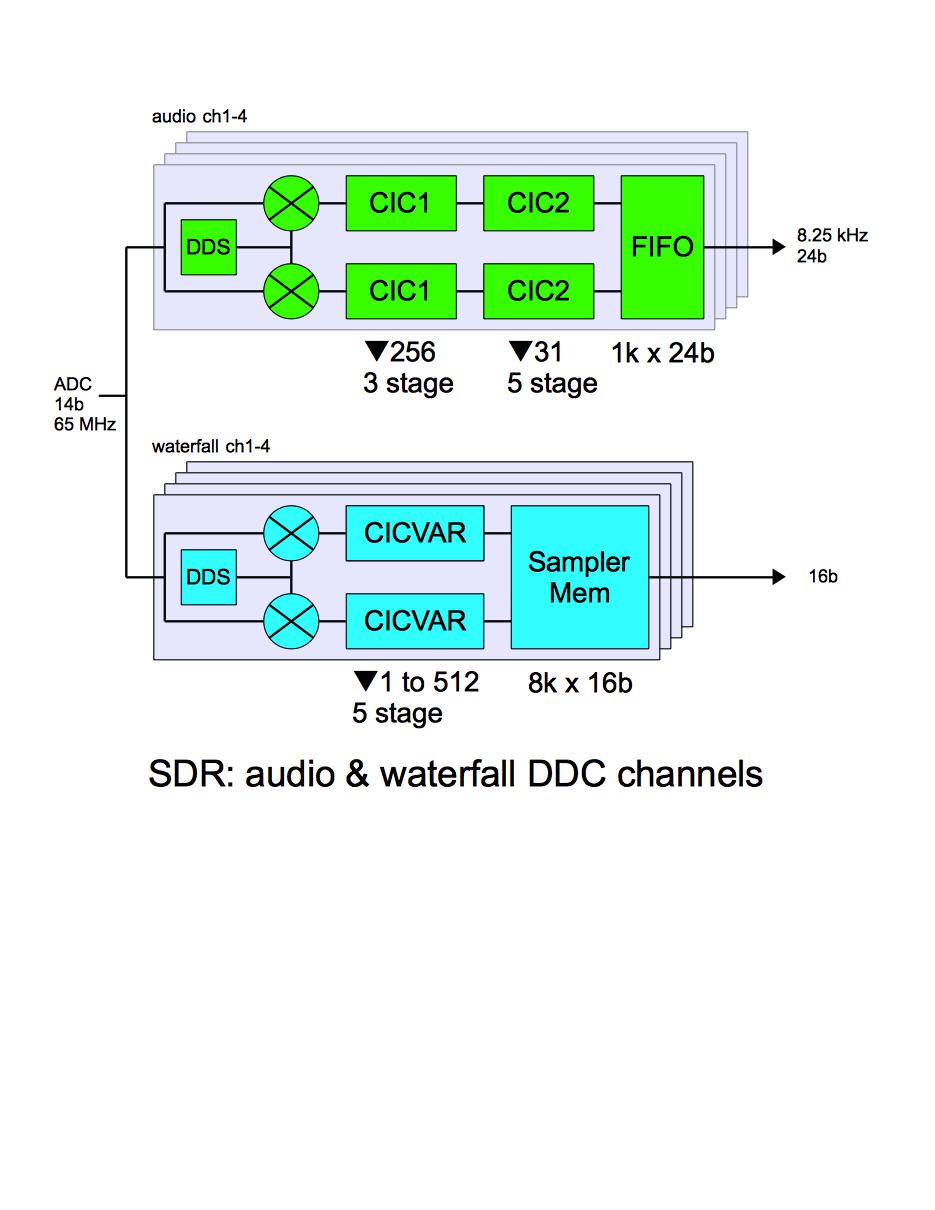 audio ch1-4
DDS
CIC1
CIC2
CIC1
CIC2
FIFO
8.25 kHz
24b
▼256
3 stage
▼31
5 stage
1k x 24b
ADC
14b
65 MHz
waterfall ch1-4
DDS
CICVAR
CICVAR
Sampler
Mem
16b
▼1 to 512
5 stage
8k x 16b
SDR: audio & waterfall DDC channels